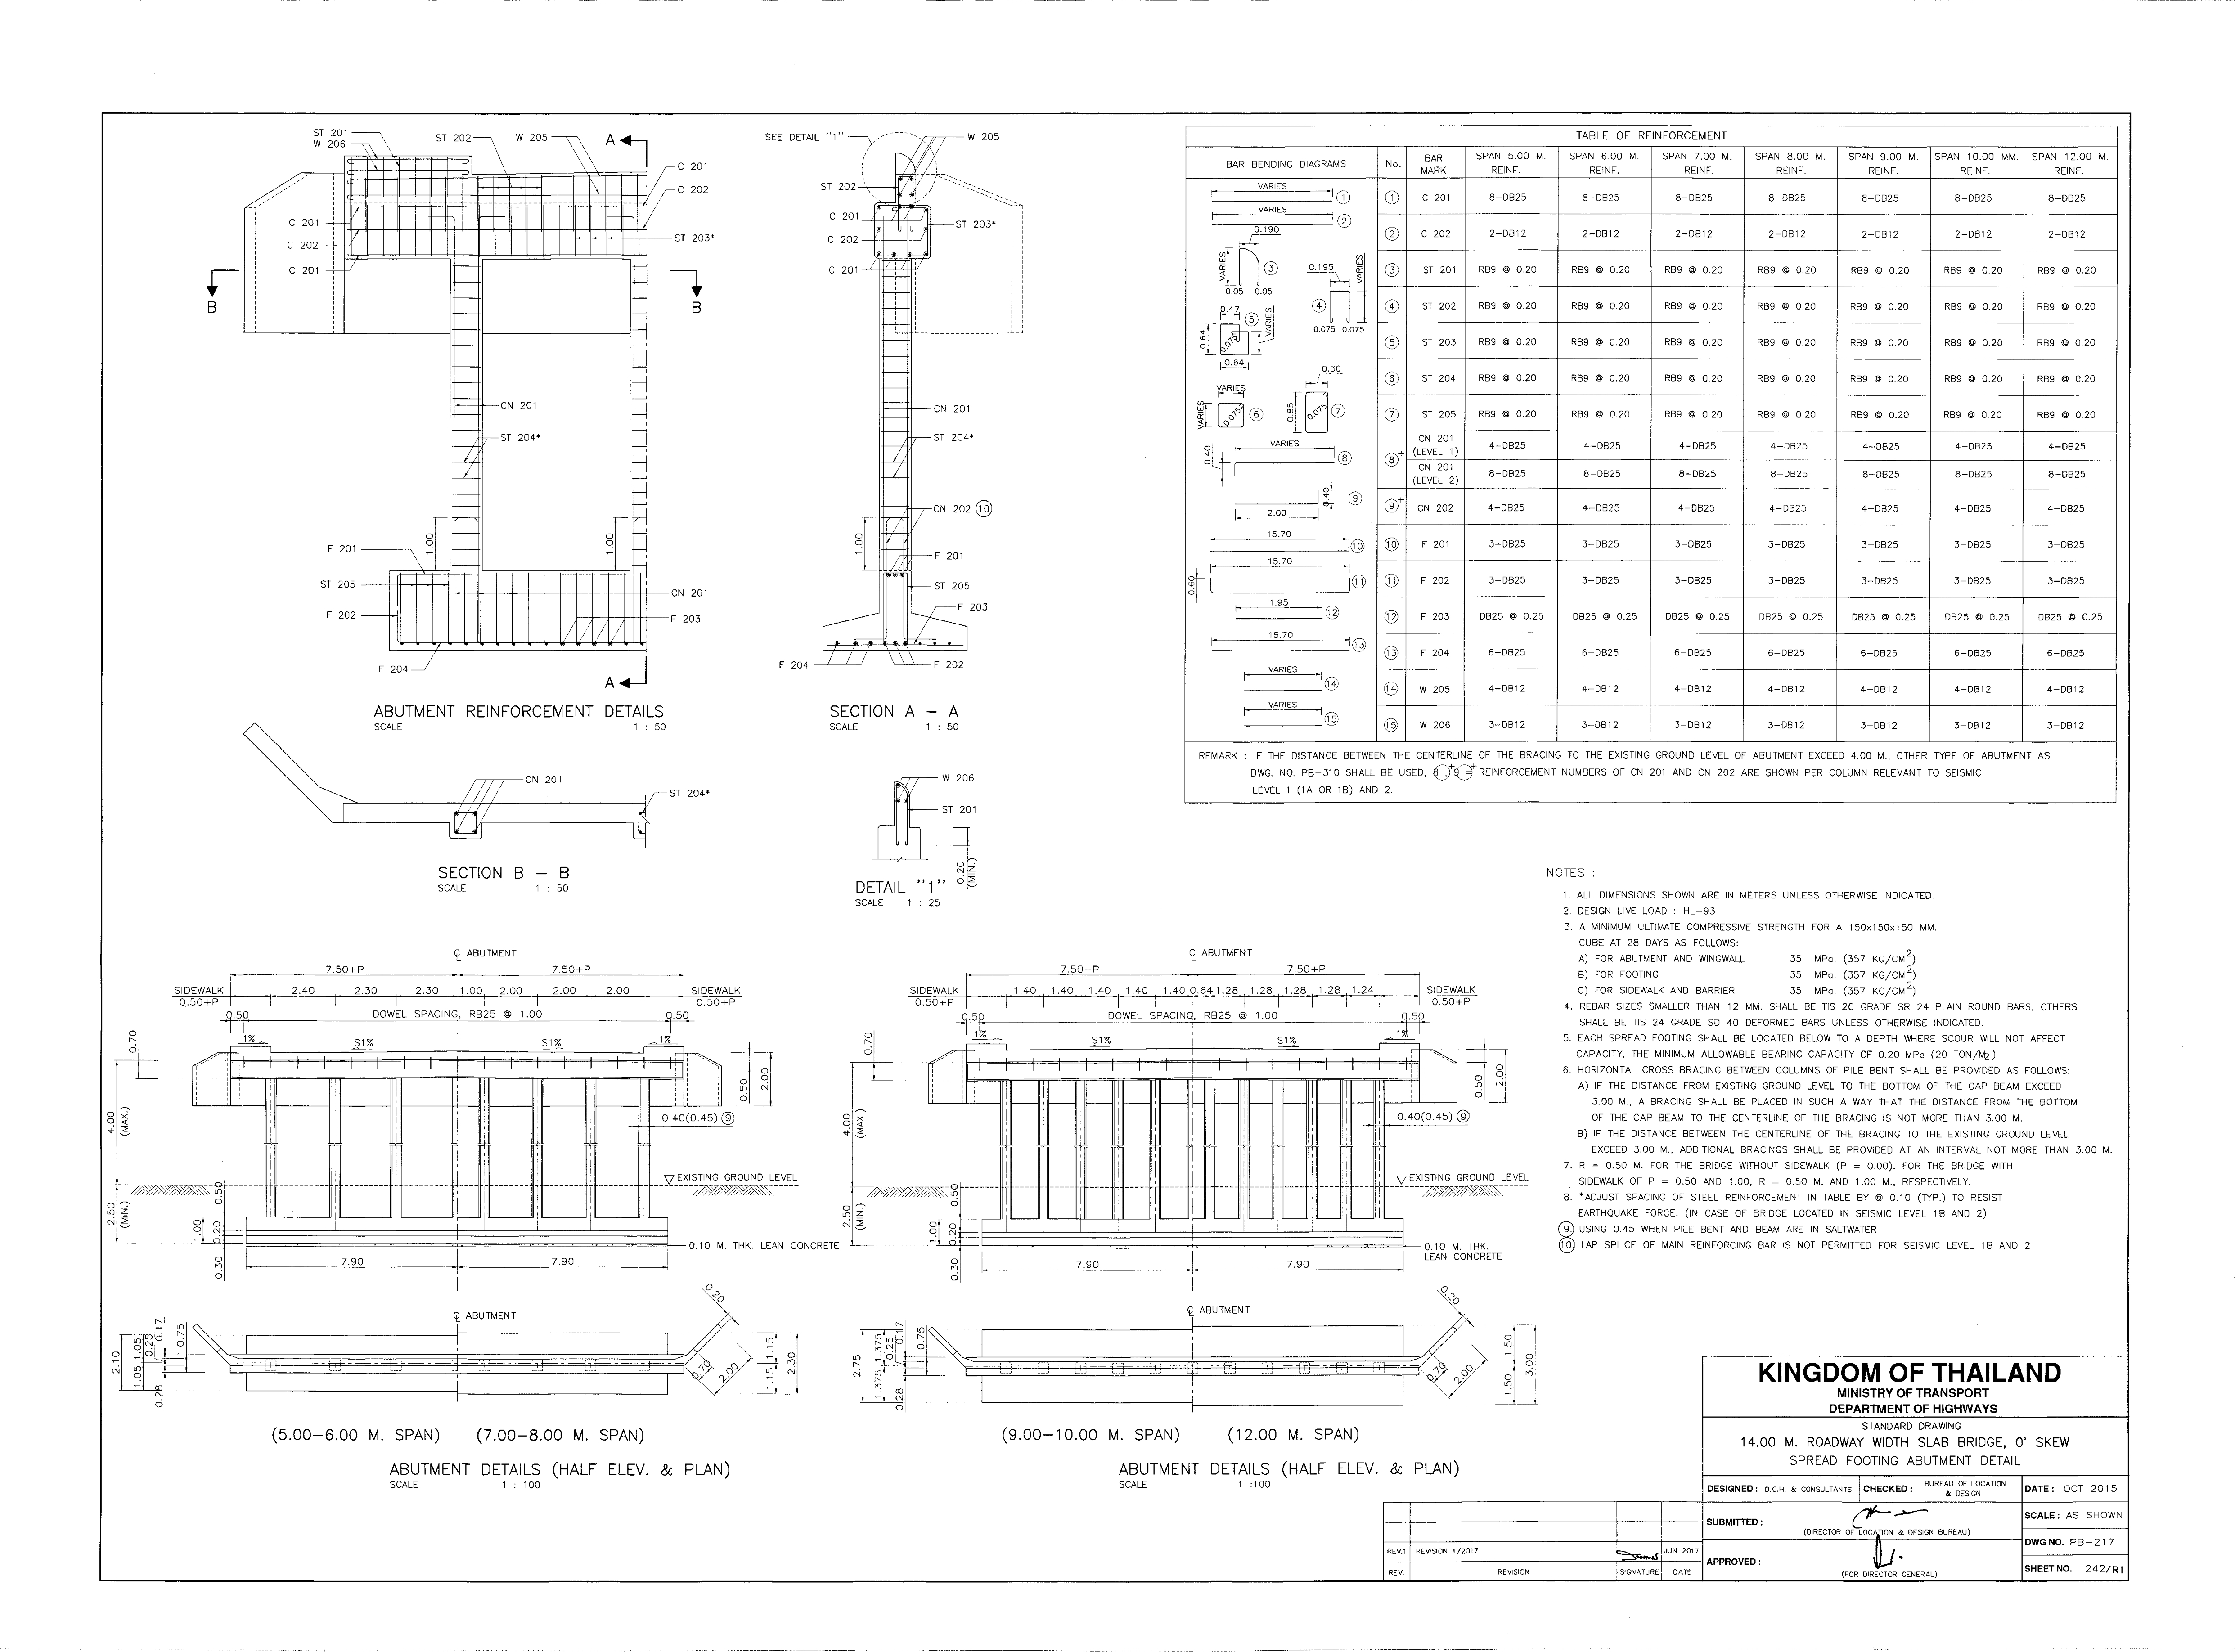 ST 201
W 206
ST 202
W 205
A
C 201
C 202
C 201
C 202
C 201
ST 203*
B
B
CN 201
ST 204*
1.00
1.00
F 201
ST 205
F 202
CN 201
F 203
F 204
A
ABUTMENT REINFORCEMENT DETAILS
SCALE 1 : 50
SEE DETAIL "1"
W 205
ST 202
C 201
ST 203*
C 202
C 201
CN 201
ST 204*
CN 202 10
1.00
F 201
ST 205
F 203
F 204
F 202
SECTION A – A
SCALE 1 : 50
CN 201
ST 204*
SECTION B – B
SCALE 1 : 50
W 206
ST 201
0.20
(MIN.)
DETAIL "1"
SCALE 1 : 25
TABLE OF REINFORCEMENT
BAR BENDING DIAGRAMS No. BAR MARK SPAN 5.00 M. REINF. SPAN 6.00 M. REINF. SPAN 7.00 M. REINF. SPAN 8.00 M. REINF. SPAN 9.00 M. REINF. SPAN 10.00 MM. REINF. SPAN 12.00 M. REINF.
1 C 201 8-DB25 8-DB25 8-DB25 8-DB25 8-DB25 8-DB25 8-DB25
2 C 202 2-DB12 2-DB12 2-DB12 2-DB12 2-DB12 2-DB12 2-DB12
3 ST 201 RB9 @ 0.20 RB9 @ 0.20 RB9 @ 0.20 RB9 @ 0.20 RB9 @ 0.20 RB9 @ 0.20 RB9 @ 0.20
4 ST 202 RB9 @ 0.20 RB9 @ 0.20 RB9 @ 0.20 RB9 @ 0.20 RB9 @ 0.20 RB9 @ 0.20 RB9 @ 0.20
5 ST 203 RB9 @ 0.20 RB9 @ 0.20 RB9 @ 0.20 RB9 @ 0.20 RB9 @ 0.20 RB9 @ 0.20 RB9 @ 0.20
6 ST 204 RB9 @ 0.20 RB9 @ 0.20 RB9 @ 0.20 RB9 @ 0.20 RB9 @ 0.20 RB9 @ 0.20 RB9 @ 0.20
7 ST 205 RB9 @ 0.20 RB9 @ 0.20 RB9 @ 0.20 RB9 @ 0.20 RB9 @ 0.20 RB9 @ 0.20 RB9 @ 0.20
8+ CN 201 (LEVEL 1) 4-DB25 4-DB25 4-DB25 4-DB25 4-DB25 4-DB25 4-DB25
CN 201 (LEVEL 2) 8-DB25 8-DB25 8-DB25 8-DB25 8-DB25 8-DB25 8-DB25
9+ CN 202 4-DB25 4-DB25 4-DB25 4-DB25 4-DB25 4-DB25 4-DB25
10 F 201 3-DB25 3-DB25 3-DB25 3-DB25 3-DB25 3-DB25 3-DB25
11 F 202 3-DB25 3-DB25 3-DB25 3-DB25 3-DB25 3-DB25 3-DB25
12 F 203 DB25 @ 0.25 DB25 @ 0.25 DB25 @ 0.25 DB25 @ 0.25 DB25 @ 0.25 DB25 @ 0.25 DB25 @ 0.25
13 F 204 6-DB25 6-DB25 6-DB25 6-DB25 6-DB25 6-DB25 6-DB25
14 W 205 4-DB12 4-DB12 4-DB12 4-DB12 4-DB12 4-DB12 4-DB12
15 W 206 3-DB12 3-DB12 3-DB12 3-DB12 3-DB12 3-DB12 3-DB12
VARIES 1
VARIES 2
0.190 VARIES 3
0.05 0.05
0.195 VARIES 4
0.075 0.075
0.47 5 VARIES
0.64 0.075
0.64
VARIES VARIES 0.075 6
0.30 0.85 0.075 7
VARIES 0.40 8
0.40 9
2.00
15.70 10
15.70 0.60 11
1.95 12
15.70 13
VARIES 14
VARIES 15
REMARK : IF THE DISTANCE BETWEEN THE CENTERLINE OF THE BRACING TO THE EXISTING GROUND LEVEL OF ABUTMENT EXCEED 4.00 M., OTHER TYPE OF ABUTMENT AS
DWG. NO. PB-310 SHALL BE USED, 8+, 9+ = REINFORCEMENT NUMBERS OF CN 201 AND CN 202 ARE SHOWN PER COLUMN RELEVANT TO SEISMIC
LEVEL 1 (1A OR 1B) AND 2.
NOTES :
1. ALL DIMENSIONS SHOWN ARE IN METERS UNLESS OTHERWISE INDICATED.
2. DESIGN LIVE LOAD : HL-93
3. A MINIMUM ULTIMATE COMPRESSIVE STRENGTH FOR A 150x150x150 MM.
CUBE AT 28 DAYS AS FOLLOWS:
A) FOR ABUTMENT AND WINGWALL 35 MPa. (357 KG/CM2)
B) FOR FOOTING 35 MPa. (357 KG/CM2)
C) FOR SIDEWALK AND BARRIER 35 MPa. (357 KG/CM2)
4. REBAR SIZES SMALLER THAN 12 MM. SHALL BE TIS 20 GRADE SR 24 PLAIN ROUND BARS, OTHERS
SHALL BE TIS 24 GRADE SD 40 DEFORMED BARS UNLESS OTHERWISE INDICATED.
5. EACH SPREAD FOOTING SHALL BE LOCATED BELOW TO A DEPTH WHERE SCOUR WILL NOT AFFECT
CAPACITY, THE MINIMUM ALLOWABLE BEARING CAPACITY OF 0.20 MPa (20 TON/M2)
6. HORIZONTAL CROSS BRACING BETWEEN COLUMNS OF PILE BENT SHALL BE PROVIDED AS FOLLOWS:
A) IF THE DISTANCE FROM EXISTING GROUND LEVEL TO THE BOTTOM OF THE CAP BEAM EXCEED
3.00 M., A BRACING SHALL BE PLACED IN SUCH A WAY THAT THE DISTANCE FROM THE BOTTOM
OF THE CAP BEAM TO THE CENTERLINE OF THE BRACING IS NOT MORE THAN 3.00 M.
B) IF THE DISTANCE BETWEEN THE CENTERLINE OF THE BRACING TO THE EXISTING GROUND LEVEL
EXCEED 3.00 M., ADDITIONAL BRACINGS SHALL BE PROVIDED AT AN INTERVAL NOT MORE THAN 3.00 M.
7. R = 0.50 M. FOR THE BRIDGE WITHOUT SIDEWALK (P = 0.00). FOR THE BRIDGE WITH
SIDEWALK OF P = 0.50 AND 1.00, R = 0.50 M. AND 1.00 M., RESPECTIVELY.
8. *ADJUST SPACING OF STEEL REINFORCEMENT IN TABLE BY @ 0.10 (TYP.) TO RESIST
EARTHQUAKE FORCE. (IN CASE OF BRIDGE LOCATED IN SEISMIC LEVEL 1B AND 2)
9. USING 0.45 WHEN PILE BENT AND BEAM ARE IN SALTWATER
10. LAP SPLICE OF MAIN REINFORCING BAR IS NOT PERMITTED FOR SEISMIC LEVEL 1B AND 2
℄ ABUTMENT
7.50+P 7.50+P
SIDEWALK 2.40 2.30 2.30 1.00 2.00 2.00 2.00 SIDEWALK
0.50+P 0.50+P
0.50 DOWEL SPACING, RB25 @ 1.00 0.50
0.70 1% S1% S1% 1%
0.50 2.00
4.00 (MAX.)
0.40(0.45) 9
EXISTING GROUND LEVEL
2.50 (MIN.)
0.50
1.00 0.20
0.30
0.10 M. THK. LEAN CONCRETE
7.90 7.90
℄ ABUTMENT
0.20
2.10 1.05 1.05 0.25 0.17 0.75
0.28
0.70 2.00
1.15 1.15 2.30
(5.00-6.00 M. SPAN) (7.00-8.00 M. SPAN)
ABUTMENT DETAILS (HALF ELEV. & PLAN)
SCALE 1 : 100
℄ ABUTMENT
7.50+P 7.50+P
SIDEWALK 1.40 1.40 1.40 1.40 1.40 0.64 1.28 1.28 1.28 1.28 1.24 SIDEWALK
0.50+P 0.50+P
0.50 DOWEL SPACING, RB25 @ 1.00 0.50
0.70 1% S1% S1% 1%
0.50 2.00
4.00 (MAX.)
0.40(0.45) 9
EXISTING GROUND LEVEL
2.50 (MIN.)
0.50
1.00 0.20
0.30
0.10 M. THK.
LEAN CONCRETE
7.90 7.90
℄ ABUTMENT
0.20
2.75 1.375 1.375 0.25 0.17 0.75
0.28
0.70 2.00
1.50 1.50 3.00
(9.00-10.00 M. SPAN) (12.00 M. SPAN)
ABUTMENT DETAILS (HALF ELEV. & PLAN)
SCALE 1 :100
KINGDOM OF THAILAND
MINISTRY OF TRANSPORT
DEPARTMENT OF HIGHWAYS
STANDARD DRAWING
14.00 M. ROADWAY WIDTH SLAB BRIDGE, 0° SKEW
SPREAD FOOTING ABUTMENT DETAIL
DESIGNED : D.O.H. & CONSULTANTS CHECKED : BUREAU OF LOCATION & DESIGN DATE : OCT 2015
SUBMITTED :
(DIRECTOR OF LOCATION & DESIGN BUREAU)
SCALE : AS SHOWN
DWG NO. PB-217
APPROVED :
(FOR DIRECTOR GENERAL)
SHEET NO. 242/R1
REV.1 REVISION 1/2017 JUN 2017
REV. REVISION SIGNATURE DATE